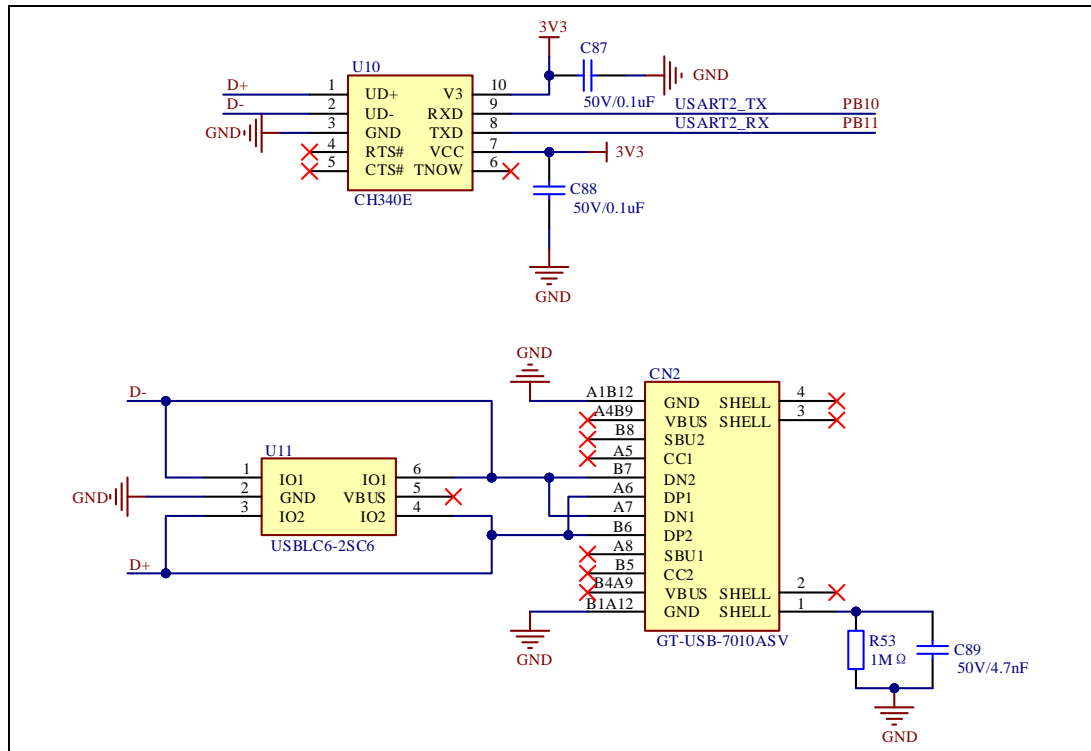 3V3
C87
GND
50V/0.1uF
U10
D+ 1 UD+ V3 10
D- 2 UD- RXD 9 USART2_TX PB10
GND 3 GND TXD 8 USART2_RX PB11
4 RTS# VCC 7 3V3
5 CTS# TNOW 6
CH340E
C88
50V/0.1uF
GND
GND
CN2
D-
A1B12 GND SHELL 4
A4B9 VBUS SHELL 3
B8 SBU2
A5 CC1
B7 DN2
A6 DP1
A7 DN1
B6 DP2
A8 SBU1
B5 CC2
B4A9 VBUS SHELL 2
B1A12 GND SHELL 1
GT-USB-7010ASV
U11
1 IO1 IO1 6
GND 2 GND VBUS 5
3 IO2 IO2 4
USBLC6-2SC6
D+
GND
R53
1MΩ
C89
50V/4.7nF
GND